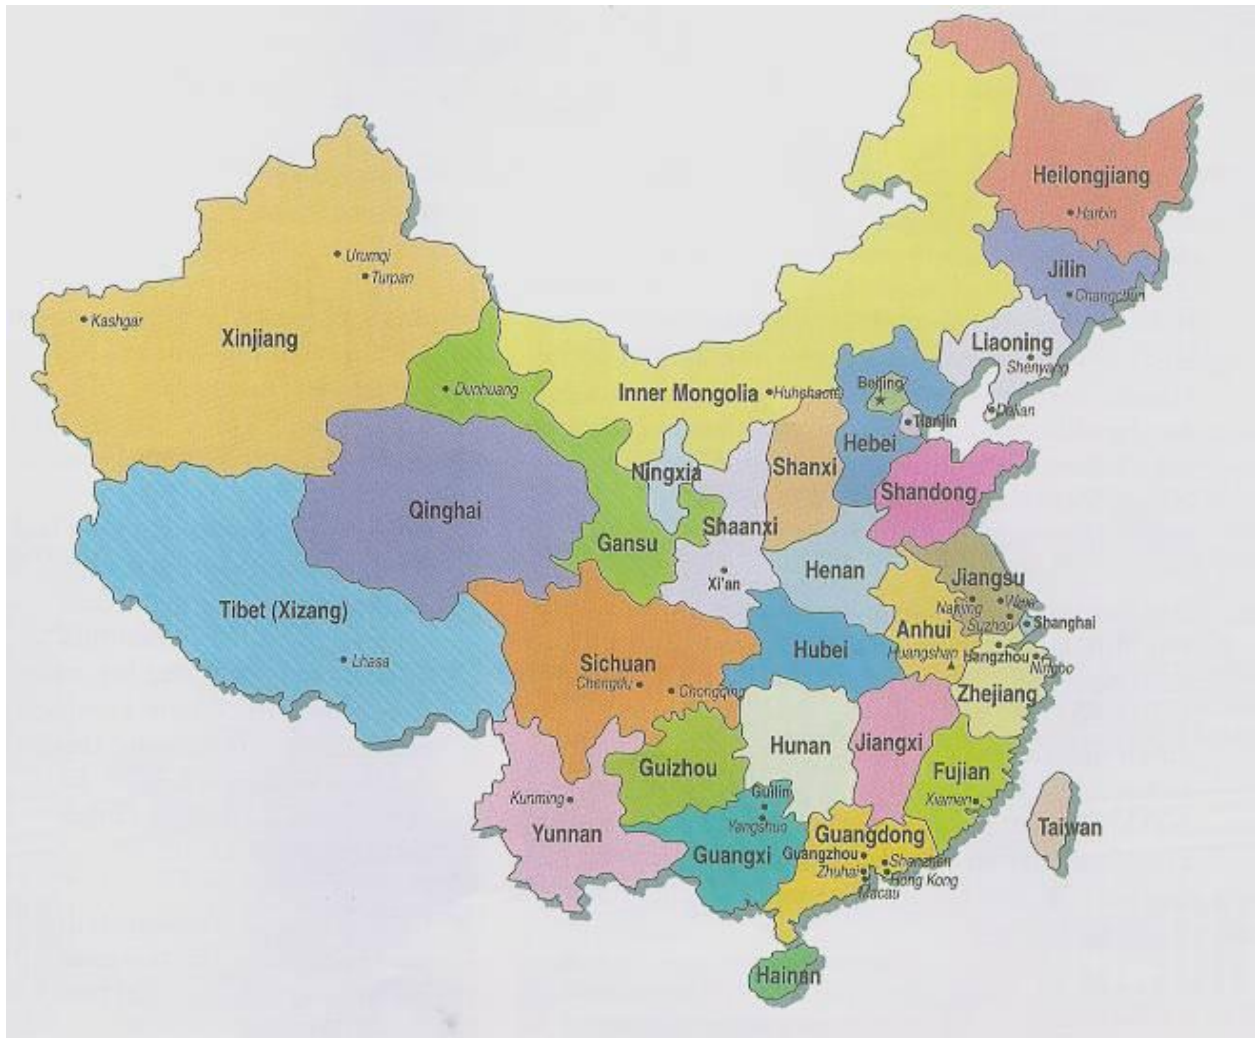 Heilongjiang
Harbin
Jilin
Changchun
Urumqi
Turpan
Kashgar
Xinjiang
Liaoning
Shenyang
Dalian
Dunhuang
Inner Mongolia
Beijing
Tianjin
Hebei
Ningxia
Shanxi
Qinghai
Shandong
Gansu
Shaanxi
Xi'an
Henan
Jiangsu
Nanjing
Wuxi
Suzhou
Shanghai
Tibet (Xizang)
Lhasa
Anhui
Huangshan
Hangzhou
Ningbo
Hubei
Sichuan
Chengdu
Chongqing
Zhejiang
Hunan
Jiangxi
Guizhou
Fujian
Xiamen
Kunming
Yunnan
Guilin
Yangshuo
Guangxi
Guangdong
Guangzhou
Shenzhen
Zhuhai
Hong Kong
Macau
Taiwan
Hainan